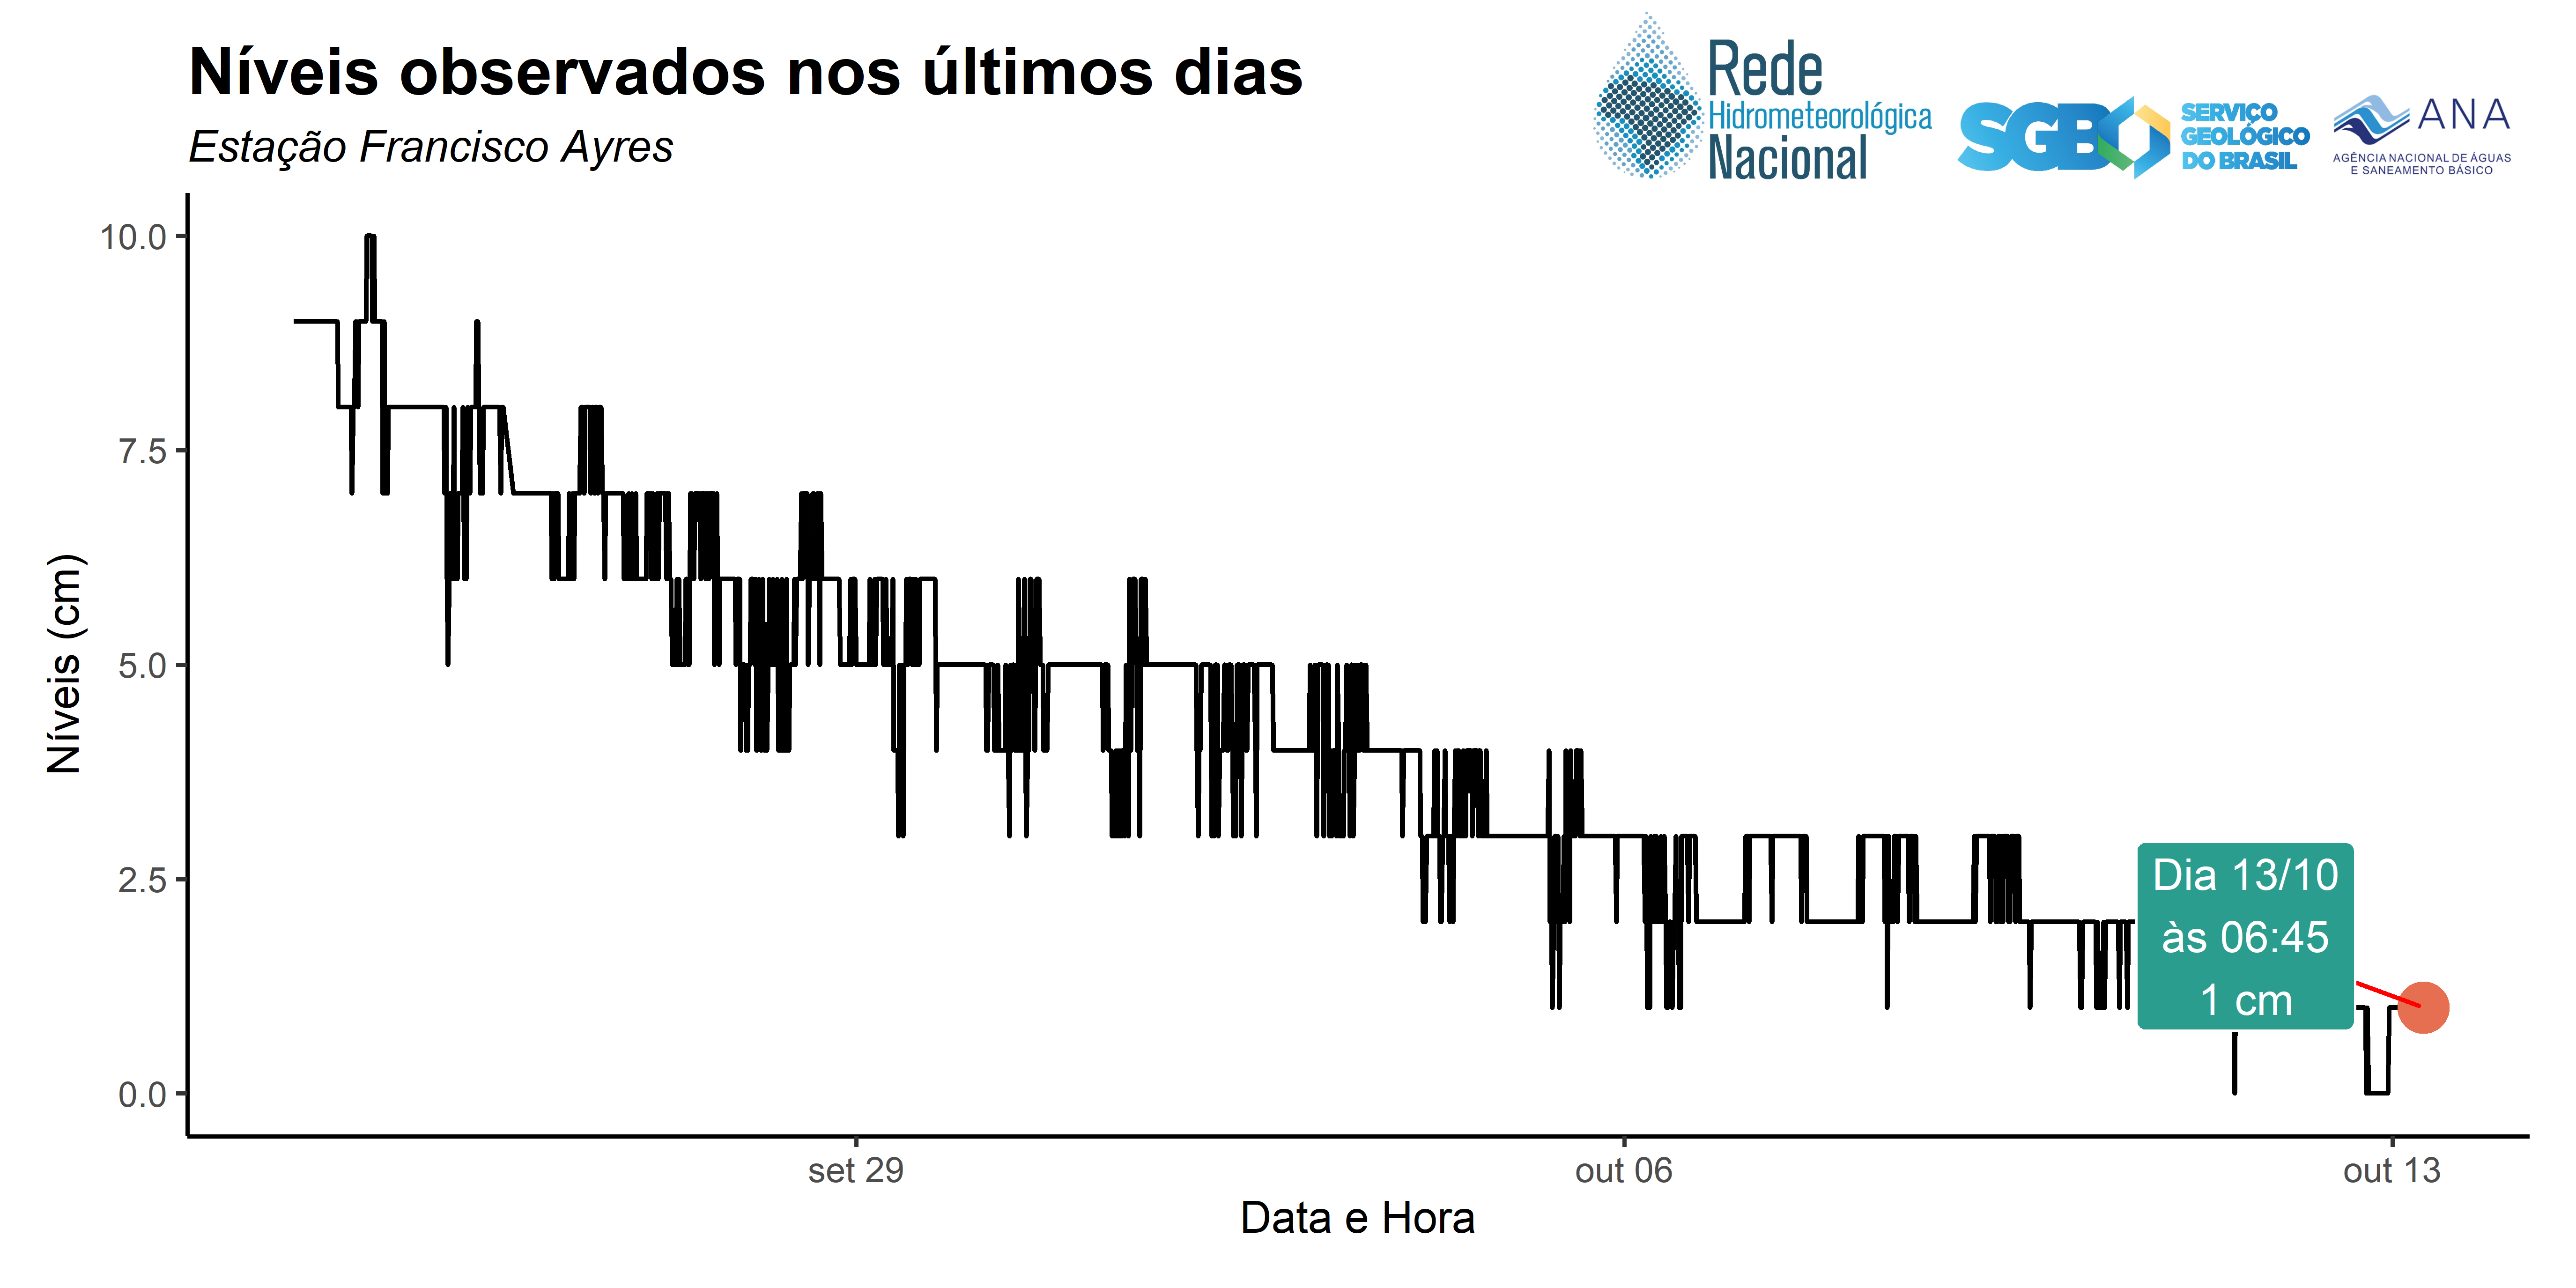 Níveis observados nos últimos dias
Estação Francisco Ayres
Rede
Hidrometeorológica
Nacional
SGB
SERVIÇO
GEOLÓGICO
DO BRASIL
ANA
AGÊNCIA NACIONAL DE ÁGUAS
E SANEAMENTO BÁSICO
Níveis (cm)
10.0
7.5
5.0
2.5
0.0
Dia 13/10
às 06:45
1 cm
set 29
out 06
out 13
Data e Hora